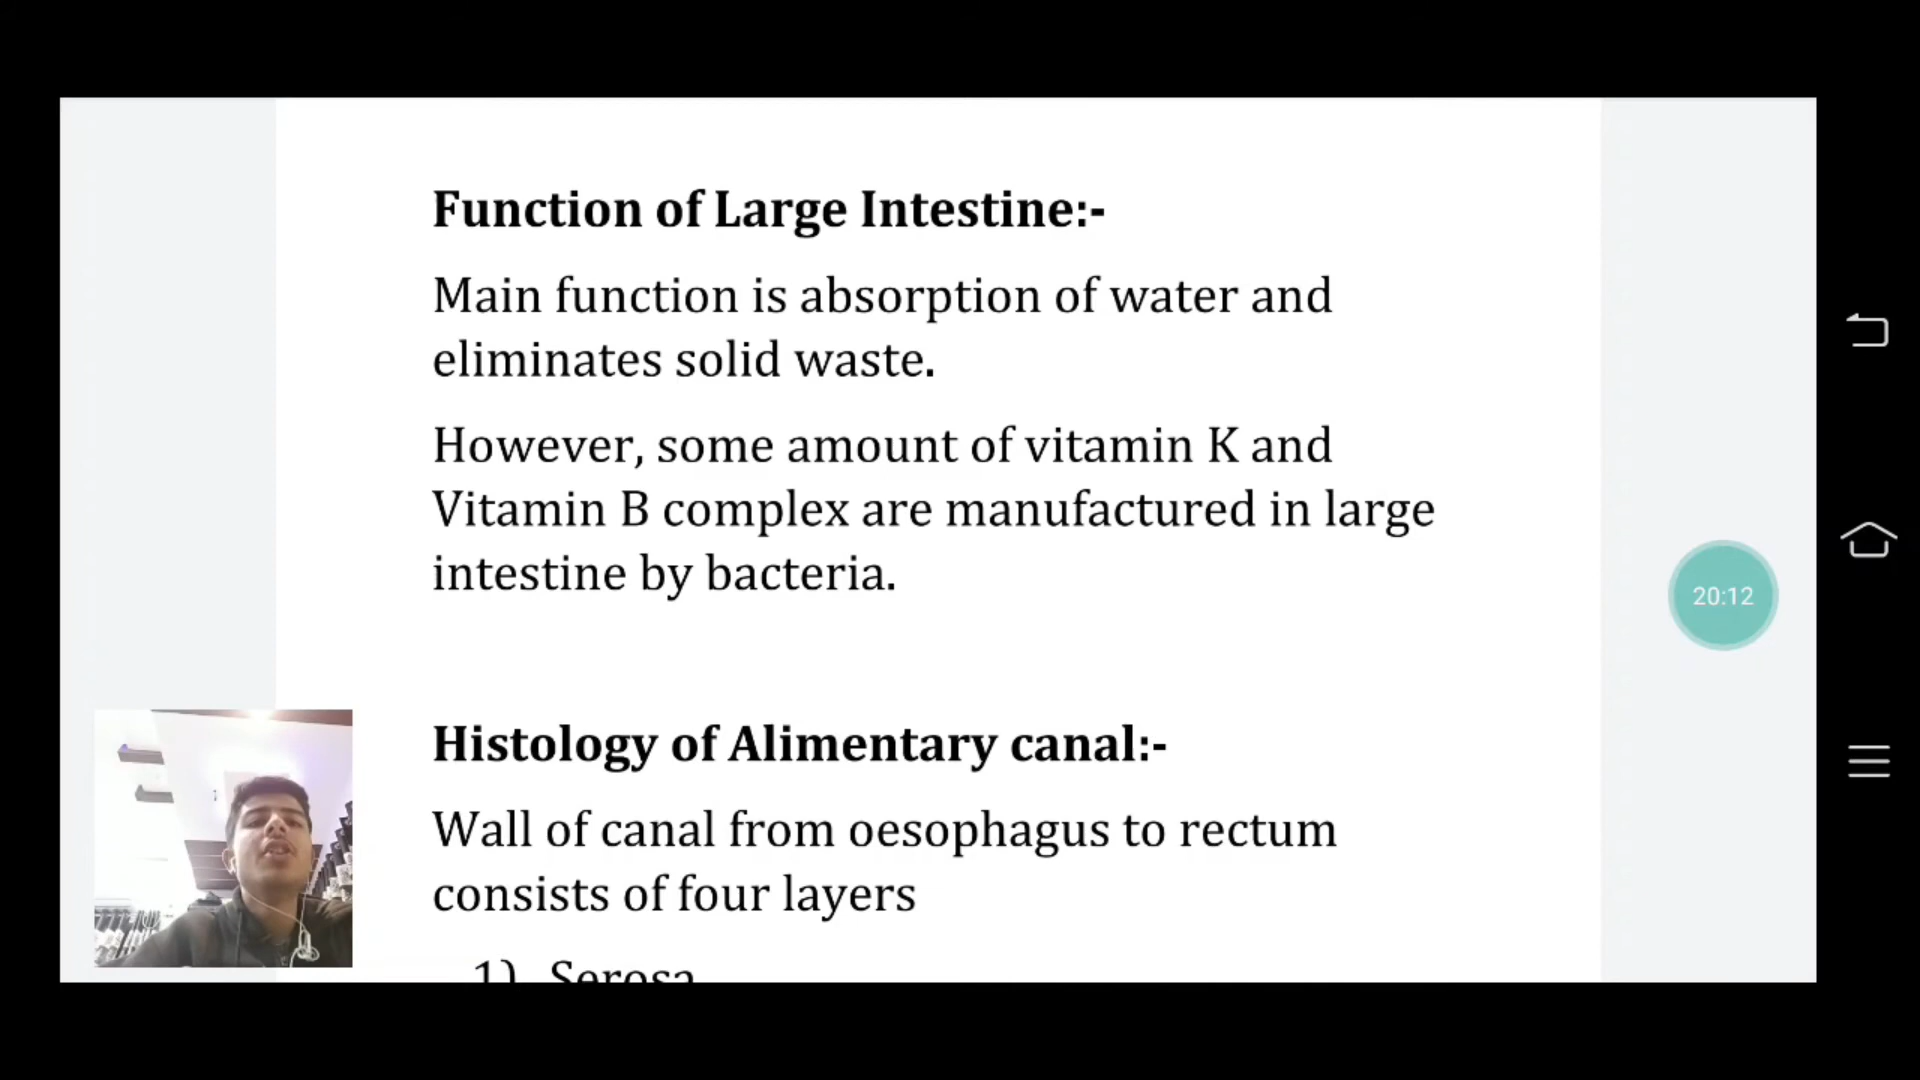 Function of Large Intestine:-
Main function is absorption of water and
eliminates solid waste.
However, some amount of vitamin K and
Vitamin B complex are manufactured in large
intestine by bacteria.
20:12
Histology of Alimentary canal:-
Wall of canal from oesophagus to rectum
consists of four layers
1) Serosa